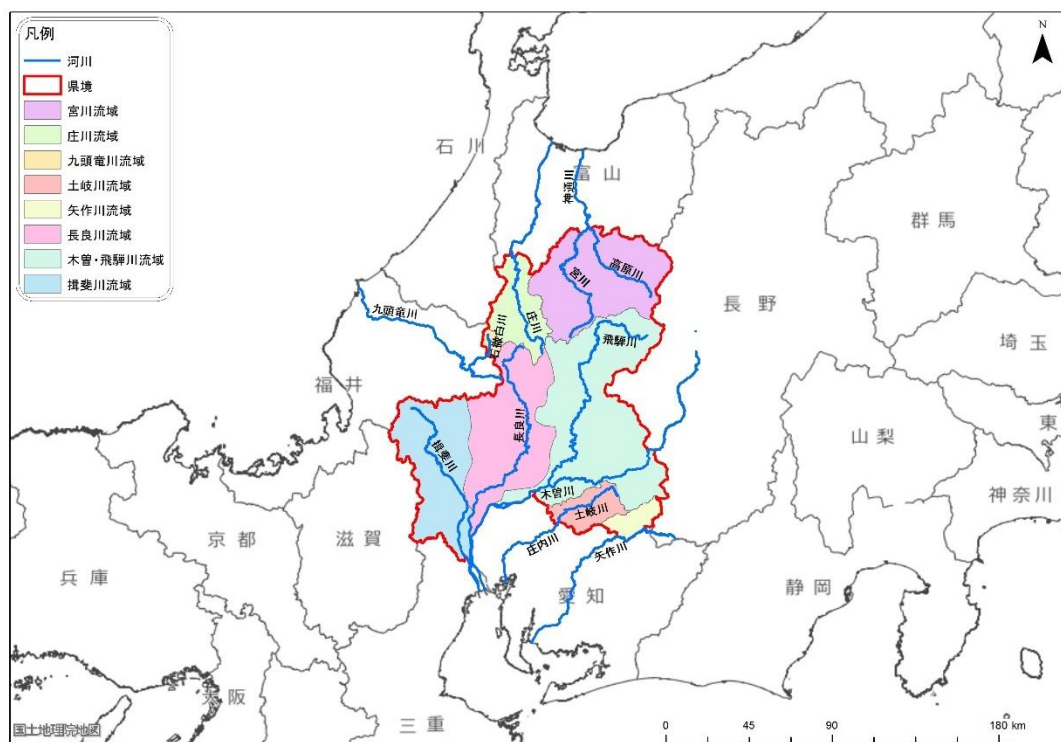 凡例
河川
県境
宮川流域
庄川流域
九頭竜川流域
土岐川流域
矢作川流域
長良川流域
木曽・飛騨川流域
揖斐川流域
N
石川
富山
神通川
群馬
高原川
宮川
長野
九頭竜川
石徹白川
庄川
飛騨川
埼玉
福井
長良川
揖斐川
山梨
東
木曽川
神奈川
土岐川
京都
滋賀
庄内川
矢作川
兵庫
愛知
静岡
大阪
三重
国土地理院地図
0 45 90 180 km